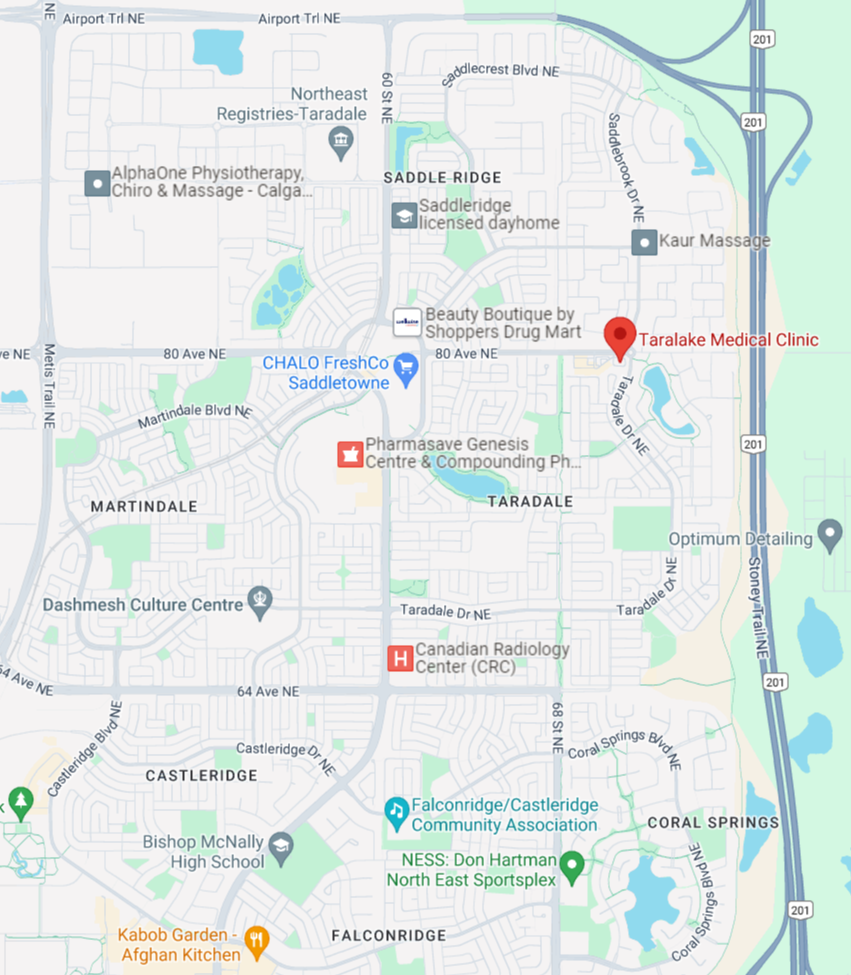 NE
Airport Trl NE
Airport Trl NE
201
Saddlecrest Blvd NE
60 St NE
Northeast
Registries-Taradale
201
Saddlebrook Dr NE
AlphaOne Physiotherapy,
Chiro & Massage - Calga...
SADDLE RIDGE
Saddleridge
licensed dayhome
Kaur Massage
Beauty Boutique by
Shoppers Drug Mart
Taralake Medical Clinic
ve NE
80 Ave NE
80 Ave NE
Metis Trail NE
CHALO FreshCo
Saddletowne
Taradale Dr NE
Martindale Blvd NE
201
Pharmasave Genesis
Centre & Compounding Ph...
MARTINDALE
TARADALE
Optimum Detailing
Stoney Trail NE
Dashmesh Culture Centre
Taradale Dr NE
Taradale Dr NE
H
Canadian Radiology
Center (CRC)
64 Ave NE
64 Ave NE
201
68 St NE
Castleridge Blvd NE
Castleridge Dr NE
Coral Springs Blvd NE
CASTLERIDGE
k
Falconridge/Castleridge
Community Association
CORAL SPRINGS
Bishop McNally
High School
NESS: Don Hartman
North East Sportsplex
Coral Springs Blvd NE
201
Kabob Garden -
Afghan Kitchen
FALCONRIDGE